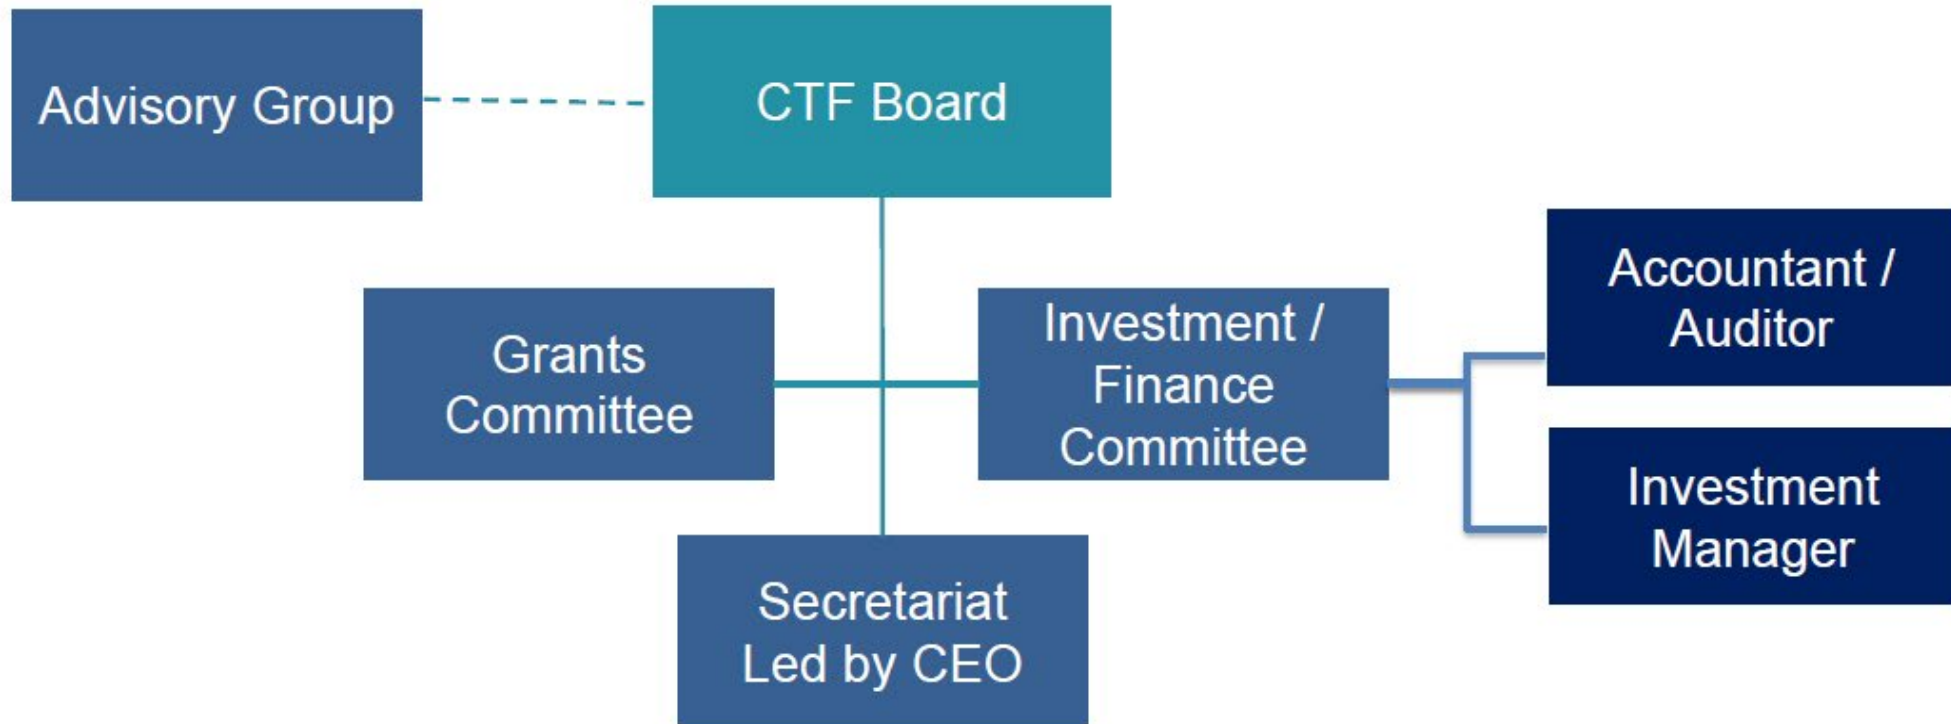 Advisory Group
CTF Board
Grants
Committee
Investment /
Finance
Committee
Accountant /
Auditor
Investment
Manager
Secretariat
Led by CEO